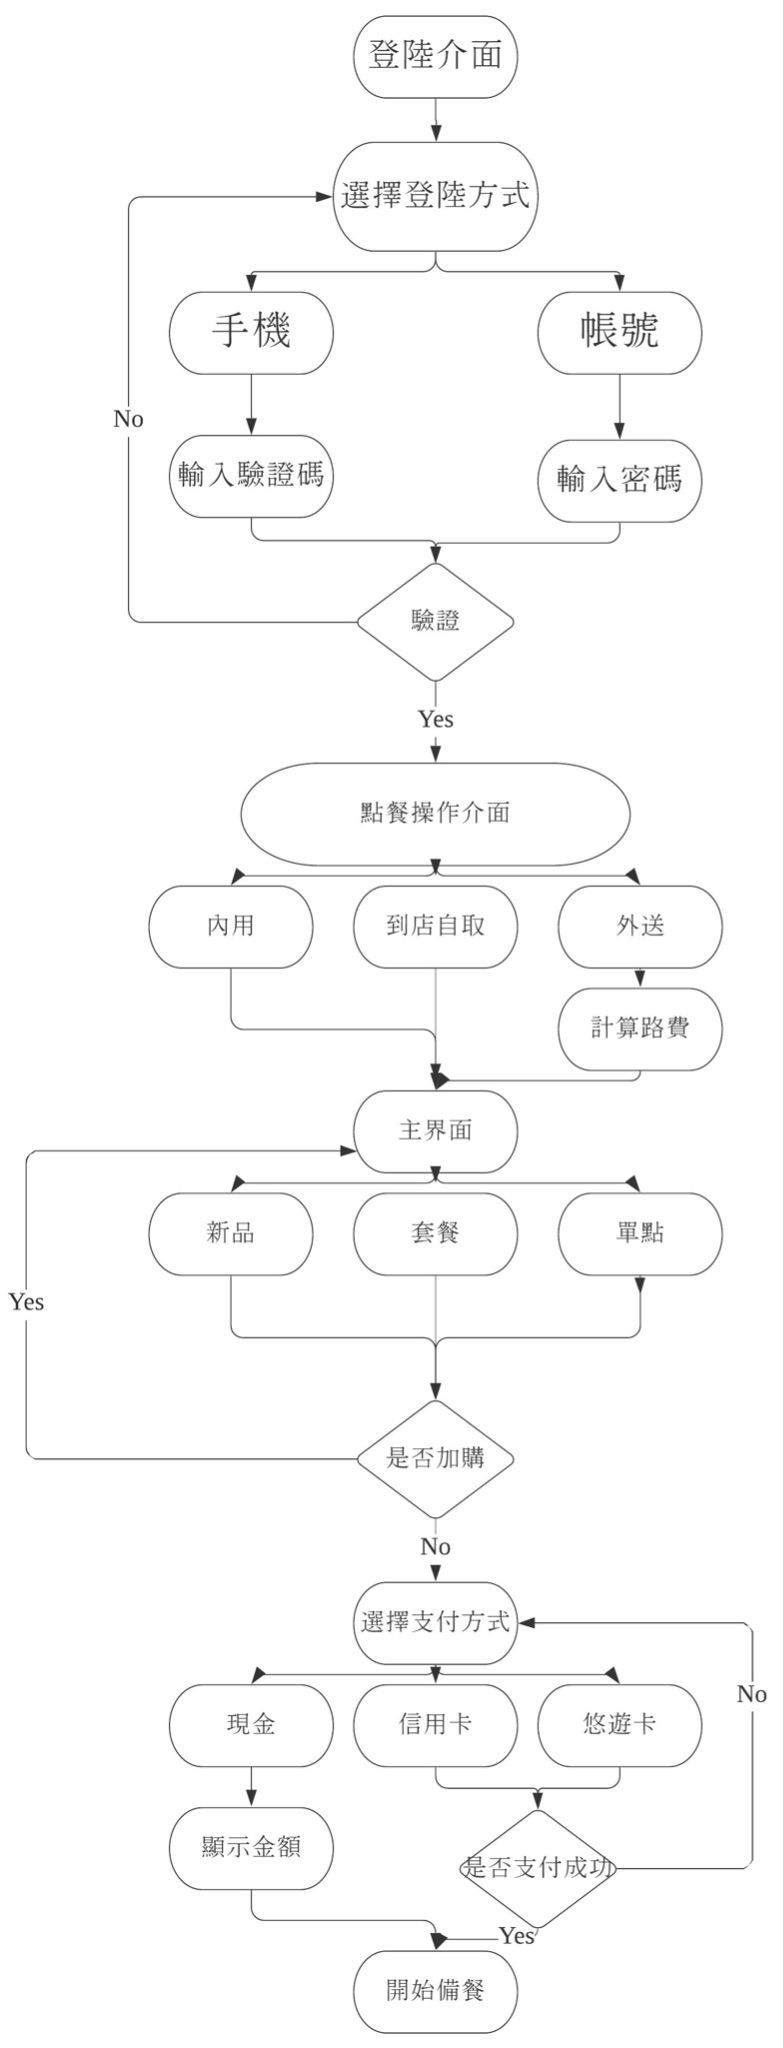 登陸介面
選擇登陸方式
手機
帳號
No
輸入驗證碼
輸入密碼
驗證
Yes
點餐操作介面
內用
到店自取
外送
計算路費
主界面
新品
套餐
單點
Yes
是否加購
No
選擇支付方式
No
現金
信用卡
悠遊卡
顯示金額
是否支付成功
Yes
開始備餐